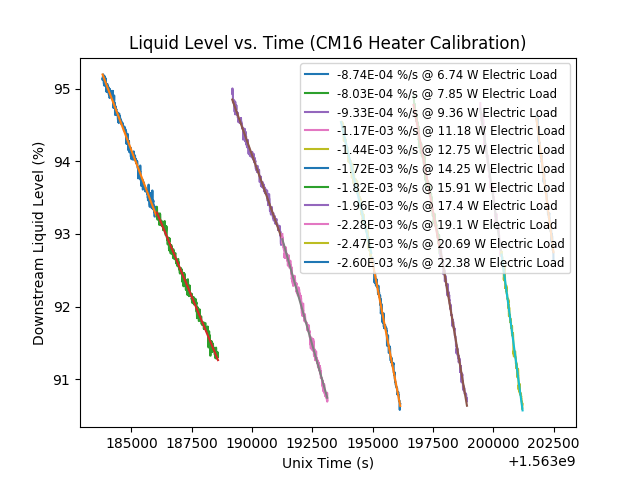 Liquid Level vs. Time (CM16 Heater Calibration)
-8.74E-04 %/s @ 6.74 W Electric Load
-8.03E-04 %/s @ 7.85 W Electric Load
-9.33E-04 %/s @ 9.36 W Electric Load
-1.17E-03 %/s @ 11.18 W Electric Load
-1.44E-03 %/s @ 12.75 W Electric Load
-1.72E-03 %/s @ 14.25 W Electric Load
-1.82E-03 %/s @ 15.91 W Electric Load
-1.96E-03 %/s @ 17.4 W Electric Load
-2.28E-03 %/s @ 19.1 W Electric Load
-2.47E-03 %/s @ 20.69 W Electric Load
-2.60E-03 %/s @ 22.38 W Electric Load
Downstream Liquid Level (%)
95
94
93
92
91
185000 187500 190000 192500 195000 197500 200000 202500
Unix Time (s)
+1.563e9